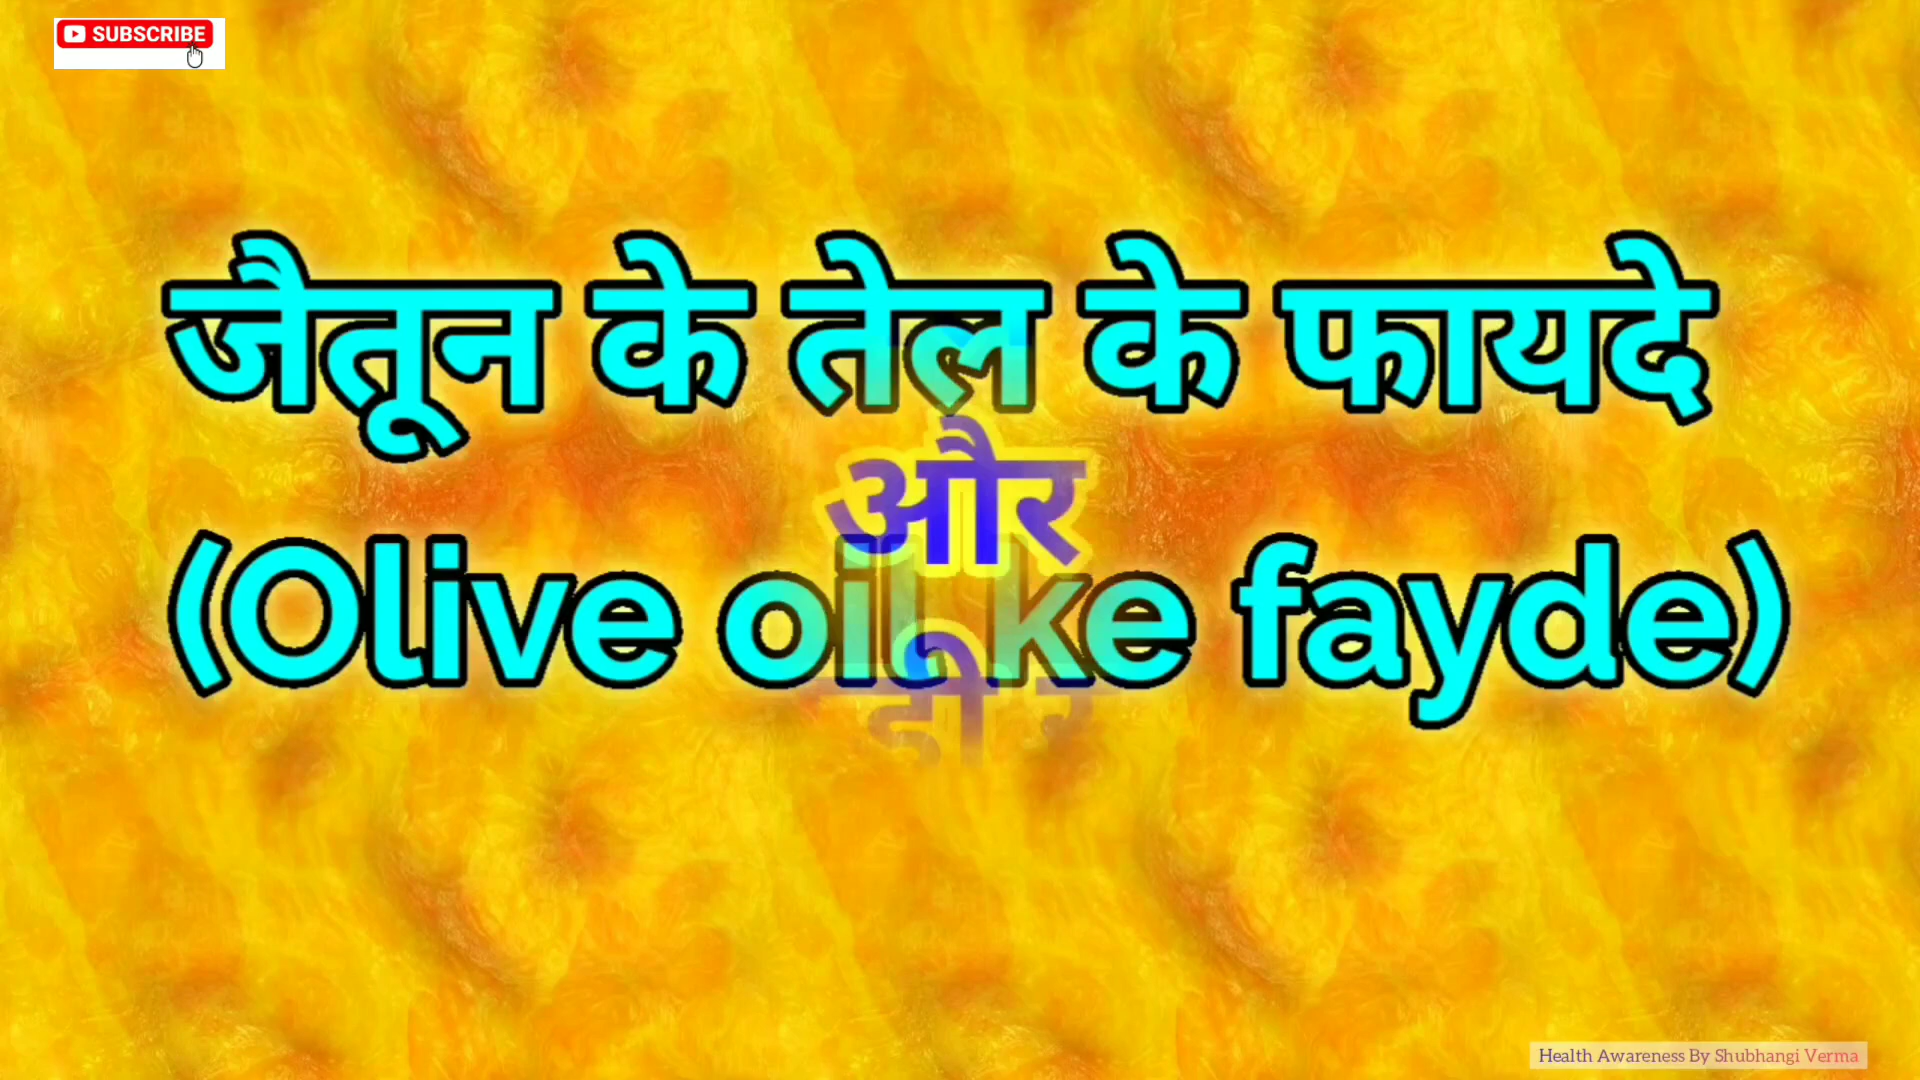 SUBSCRIBE
जैतून के तेल के फायदे
और
(Olive oil ke fayde)
Health Awareness By Shubhangi Verma